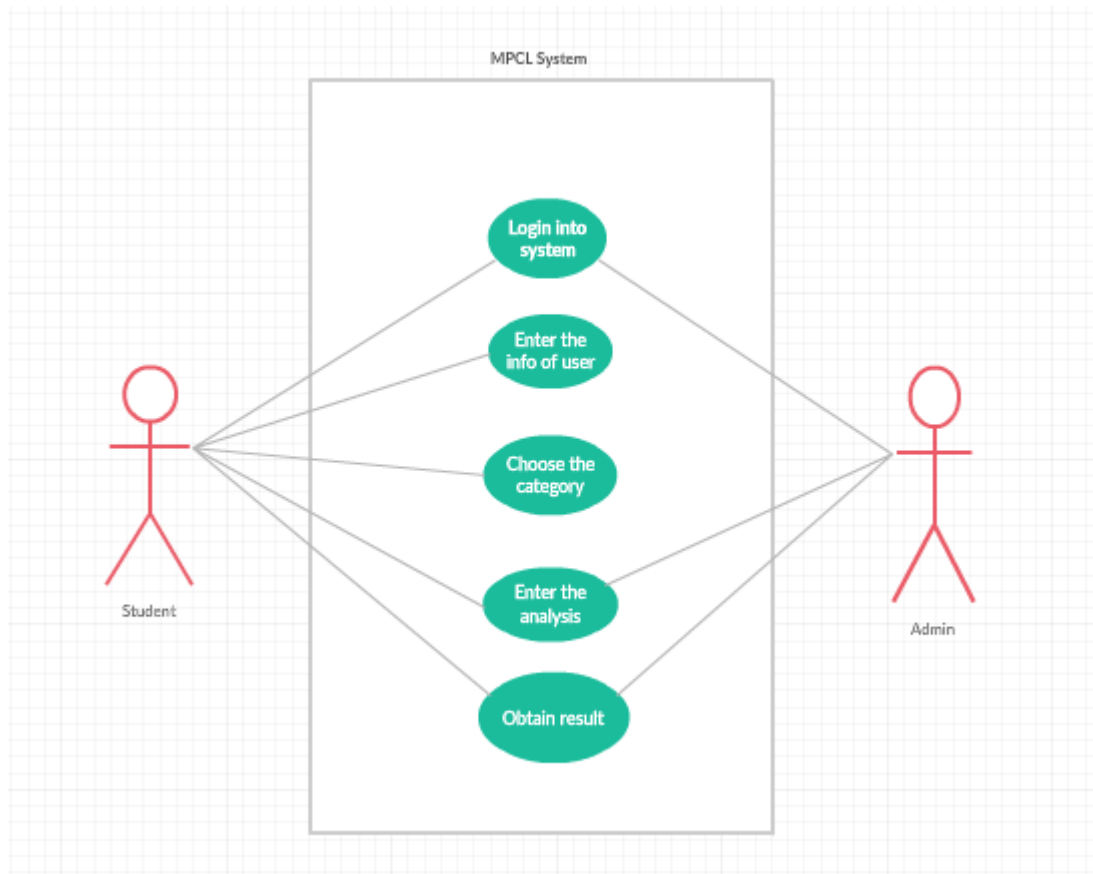 MPCL System
Login into
system
Enter the
info of user
Choose the
category
Enter the
analysis
Obtain result
Student
Admin